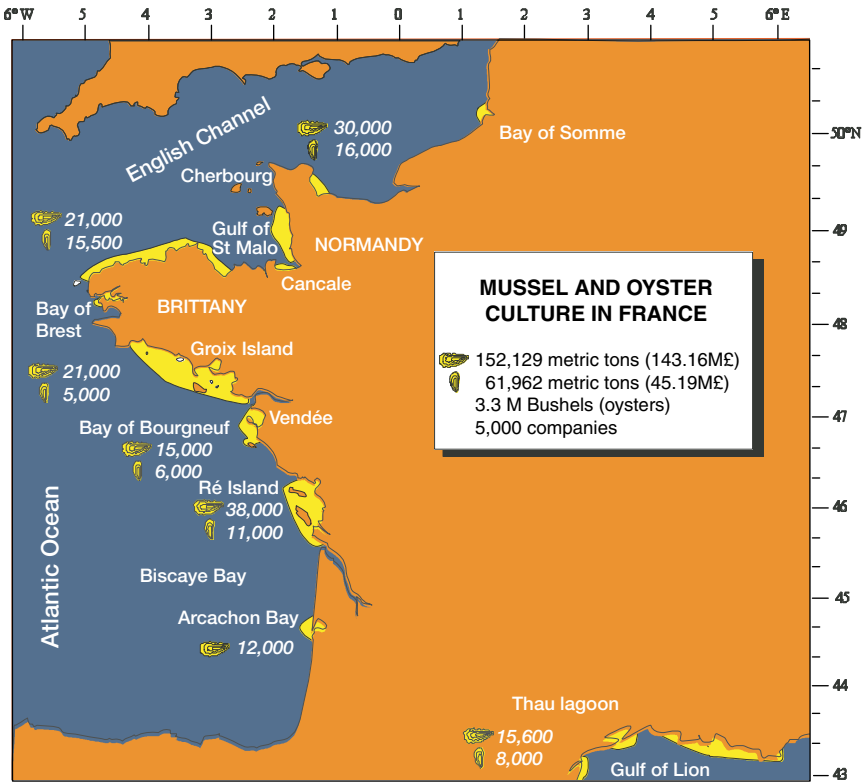 6° W 5 4 3 2 1 0 1 2 3 4 5 6° E
English Channel
30,000
16,000
Bay of Somme
50°N
Cherbourg
21,000
15,500
Gulf of
St Malo
NORMANDY
49
Cancale
BRITTANY
Bay of
Brest
48
MUSSEL AND OYSTER
CULTURE IN FRANCE
152,129 metric tons (143.16M£)
61,962 metric tons (45.19M£)
3.3 M Bushels (oysters)
5,000 companies
Groix Island
21,000
5,000
47
Vendée
Bay of Bourgneuf
15,000
6,000
Ré Island
38,000
11,000
46
Atlantic Ocean
Biscaye Bay
45
Arcachon Bay
12,000
44
Thau lagoon
15,600
8,000
Gulf of Lion
43